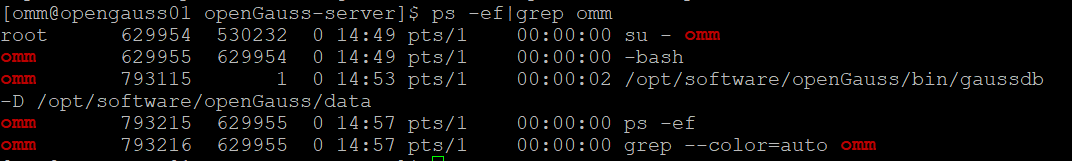 [omm@opengauss01 openGauss-server]$ ps -ef|grep omm
root      629954  530232  0 14:49 pts/1    00:00:00 su - omm
omm       629955  629954  0 14:49 pts/1    00:00:00 -bash
omm       793115       1  0 14:53 pts/1    00:00:02 /opt/software/openGauss/bin/gaussdb
-D /opt/software/openGauss/data
omm       793215  629955  0 14:57 pts/1    00:00:00 ps -ef
omm       793216  629955  0 14:57 pts/1    00:00:00 grep --color=auto omm